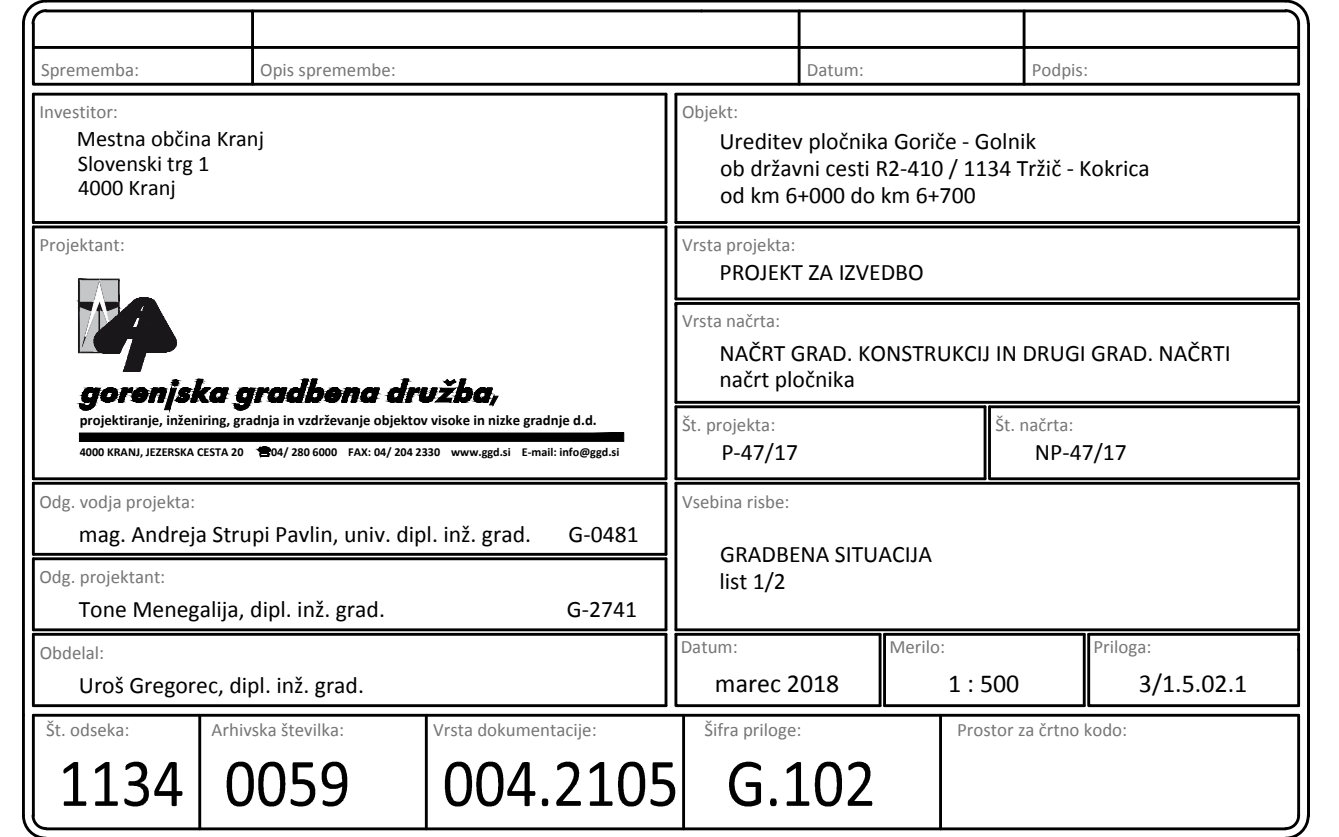 Sprememba: Opis spremembe: Datum: Podpis:
Investitor:
Mestna občina Kranj
Slovenski trg 1
4000 Kranj
Objekt:
Ureditev pločnika Goriče - Golnik
ob državni cesti R2-410 / 1134 Tržič - Kokrica
od km 6+000 do km 6+700
Projektant:
gorenjska gradbena družba,
projektiranje, inženiring, gradnja in vzdrževanje objektov visoke in nizke gradnje d.d.
4000 KRANJ, JEZERSKA CESTA 20 ☎04/ 280 6000 FAX: 04/ 204 2330 www.ggd.si E-mail: info@ggd.si
Vrsta projekta:
PROJEKT ZA IZVEDBO
Vrsta načrta:
NAČRT GRAD. KONSTRUKCIJ IN DRUGI GRAD. NAČRTI
načrt pločnika
Št. projekta:
P-47/17
Št. načrta:
NP-47/17
Odg. vodja projekta:
mag. Andreja Strupi Pavlin, univ. dipl. inž. grad. G-0481
Odg. projektant:
Tone Menegalija, dipl. inž. grad. G-2741
Obdelal:
Uroš Gregorec, dipl. inž. grad.
Vsebina risbe:
GRADBENA SITUACIJA
list 1/2
Datum:
marec 2018
Merilo:
1 : 500
Priloga:
3/1.5.02.1
Št. odseka:
1134
Arhivska številka:
0059
Vrsta dokumentacije:
004.2105
Šifra priloge:
G.102
Prostor za črtno kodo: